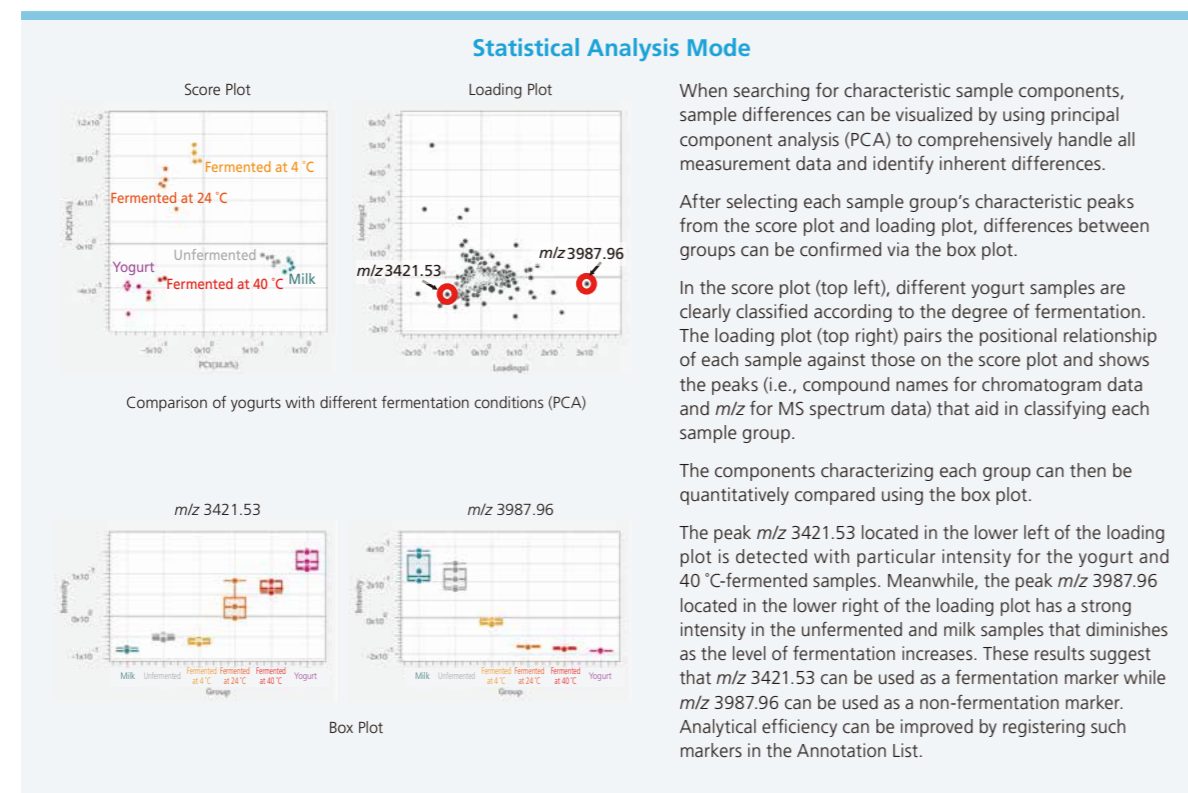 Statistical Analysis Mode
Score Plot
Loading Plot
Fermented at 4 ˚C
Fermented at 24 ˚C
Unfermented
Yogurt
Fermented at 40 ˚C
Milk
PC1(38.8%)
m/z 3421.53
m/z 3987.96
Loadings2
Loadings1
Comparison of yogurts with different fermentation conditions (PCA)
m/z 3421.53
m/z 3987.96
Intensity
Milk Unfermented Fermented at 4˚C Fermented at 24˚C Fermented at 40˚C Yogurt
Group
Intensity
Milk Unfermented Fermented at 4˚C Fermented at 24˚C Fermented at 40˚C Yogurt
Group
Box Plot
When searching for characteristic sample components,
sample differences can be visualized by using principal
component analysis (PCA) to comprehensively handle all
measurement data and identify inherent differences.
After selecting each sample group's characteristic peaks
from the score plot and loading plot, differences between
groups can be confirmed via the box plot.
In the score plot (top left), different yogurt samples are
clearly classified according to the degree of fermentation.
The loading plot (top right) pairs the positional relationship
of each sample against those on the score plot and shows
the peaks (i.e., compound names for chromatogram data
and m/z for MS spectrum data) that aid in classifying each
sample group.
The components characterizing each group can then be
quantitatively compared using the box plot.
The peak m/z 3421.53 located in the lower left of the loading
plot is detected with particular intensity for the yogurt and
40 ˚C-fermented samples. Meanwhile, the peak m/z 3987.96
located in the lower right of the loading plot has a strong
intensity in the unfermented and milk samples that diminishes
as the level of fermentation increases. These results suggest
that m/z 3421.53 can be used as a fermentation marker while
m/z 3987.96 can be used as a non-fermentation marker.
Analytical efficiency can be improved by registering such
markers in the Annotation List.